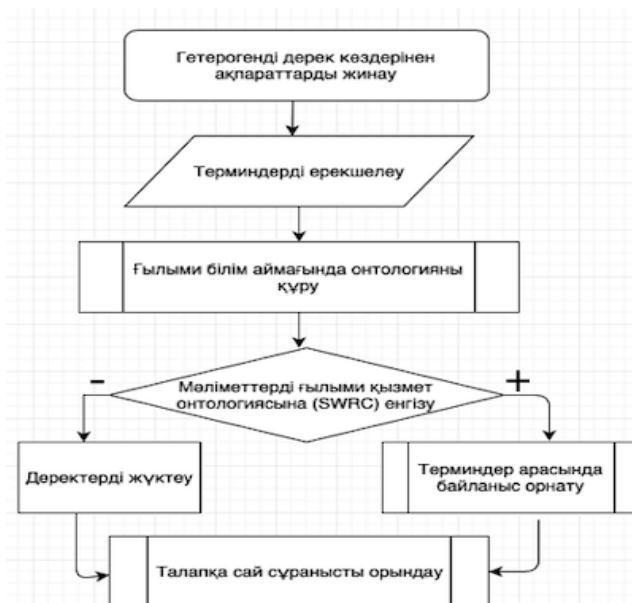 Гетерогенді дерек көздерінен
ақпараттарды жинау
Терминдерді ерекшелеу
Ғылыми білім аймағында онтологияны
құру
Мәліметтерді ғылыми қызмет
онтологиясына (SWRC) енгізу
-
+
Деректерді жүктеу
Терминдер арасында
байланыс орнату
Талапқа сай сұранысты орындау